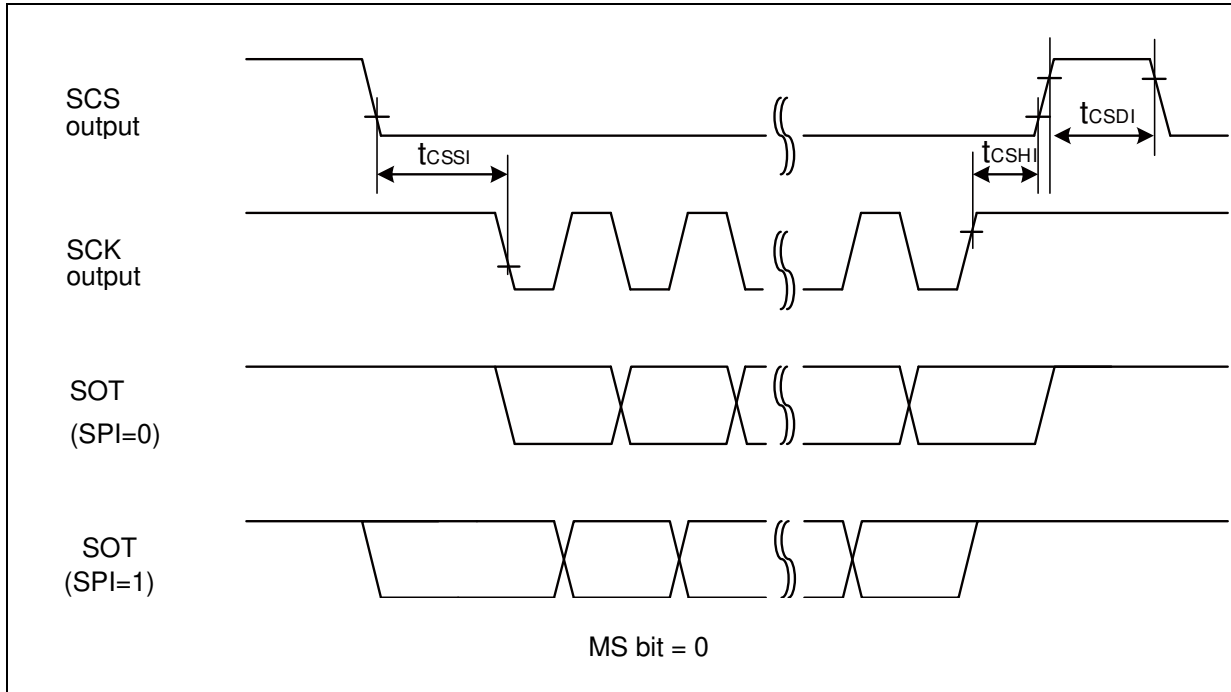 SCS
output
tCSSI
tCSHI
tCSDI
SCK
output
SOT
(SPI=0)
SOT
(SPI=1)
MS bit = 0